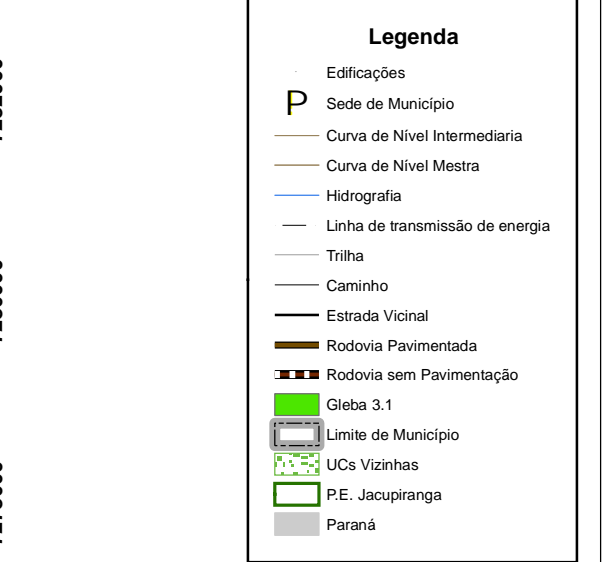 Legenda
Edificações
P Sede de Município
Curva de Nível Intermediaria
Curva de Nível Mestra
Hidrografia
Linha de transmissão de energia
Trilha
Caminho
Estrada Vicinal
Rodovia Pavimentada
Rodovia sem Pavimentação
Gleba 3.1
Limite de Município
UCs Vizinhas
P.E. Jacupiranga
Paraná